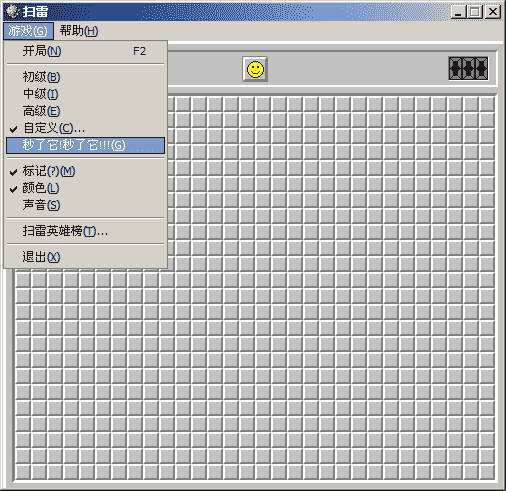 扫雷
游戏(G) 帮助(H)
开局(N) F2
初级(B)
中级(I)
高级(E)
自定义(C)...
秒了它!秒了它!!!(G)
标记(?)(M)
颜色(L)
声音(S)
扫雷英雄榜(T)...
退出(X)